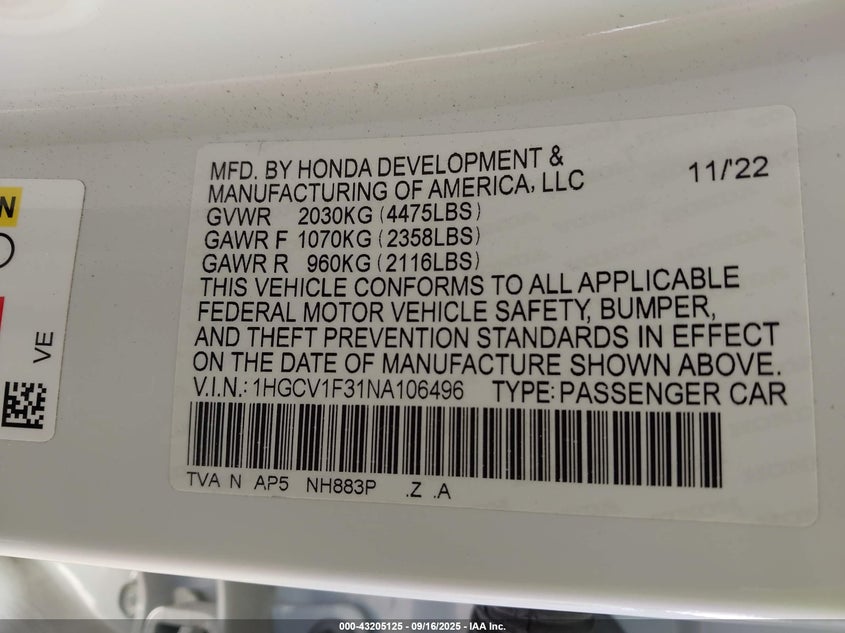 MFD. BY HONDA DEVELOPMENT &
MANUFACTURING OF AMERICA, LLC 11/'22
GVWR 2030KG (4475LBS)
GAWR F 1070KG (2358LBS)
GAWR R 960KG (2116LBS)
THIS VEHICLE CONFORMS TO ALL APPLICABLE
FEDERAL MOTOR VEHICLE SAFETY, BUMPER,
AND THEFT PREVENTION STANDARDS IN EFFECT
ON THE DATE OF MANUFACTURE SHOWN ABOVE.
V.I.N.: 1HGCV1F31NA106496 TYPE: PASSENGER CAR
TVA N AP5 NH883P .Z .A
VE
000-43205125 - 09/16/2025 - IAA Inc.